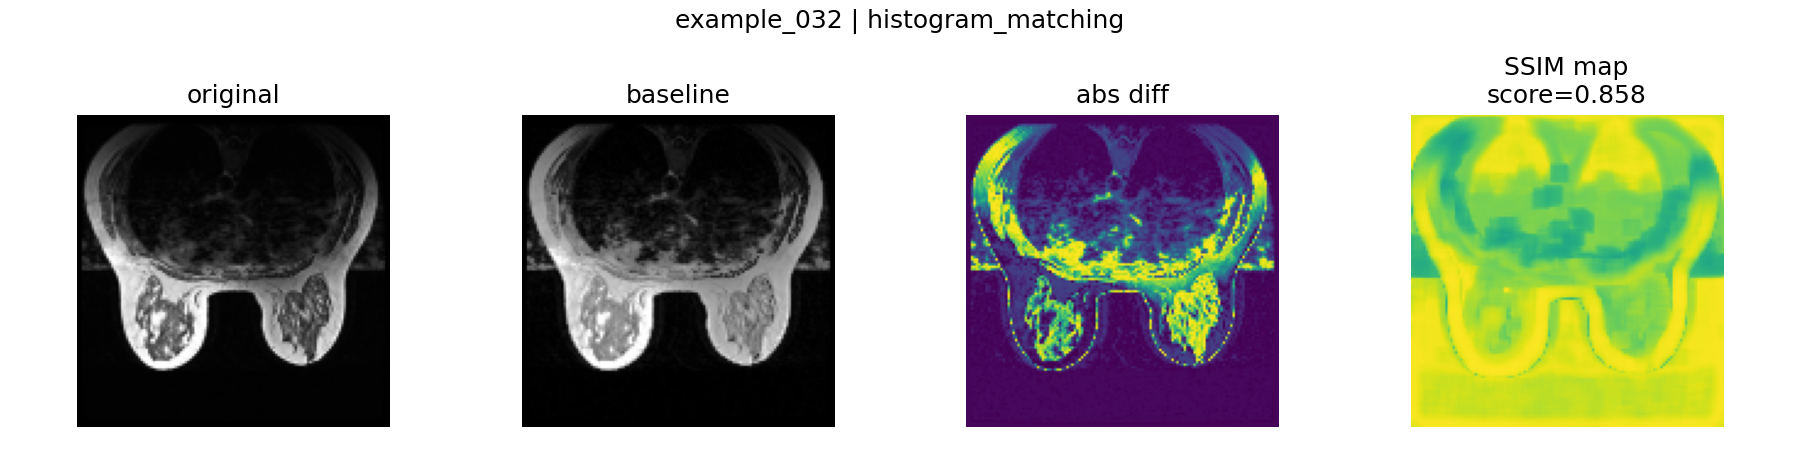 example_032 | histogram_matching
original
baseline
abs diff
SSIM map
score=0.858